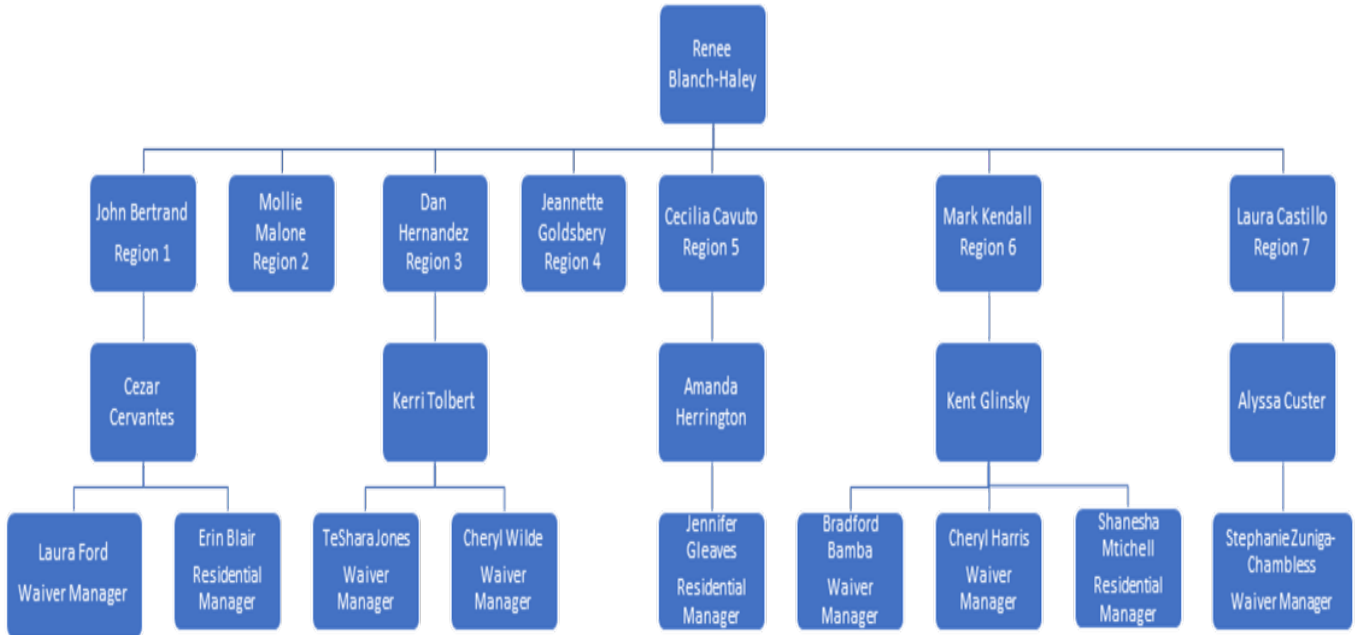 Renee
Blanch-Haley
John Bertrand
Region 1
Mollie
Malone
Region 2
Dan
Hernandez
Region 3
Jeannette
Goldsbery
Region 4
Cecilia Cavuto
Region 5
Mark Kendall
Region 6
Laura Castillo
Region 7
Cezar
Cervantes
Kerri Tolbert
Amanda
Herrington
Kent Glinsky
Alyssa Custer
Laura Ford
Waiver Manager
Erin Blair
Residential
Manager
TeShara Jones
Waiver
Manager
Cheryl Wilde
Waiver
Manager
Jennifer
Gleaves
Residential
Manager
Bradford
Bamba
Waiver
Manager
Cheryl Harris
Waiver
Manager
Shanesha
Mtichell
Residential
Manager
Stephanie Zuniga-
Chambless
Waiver Manager